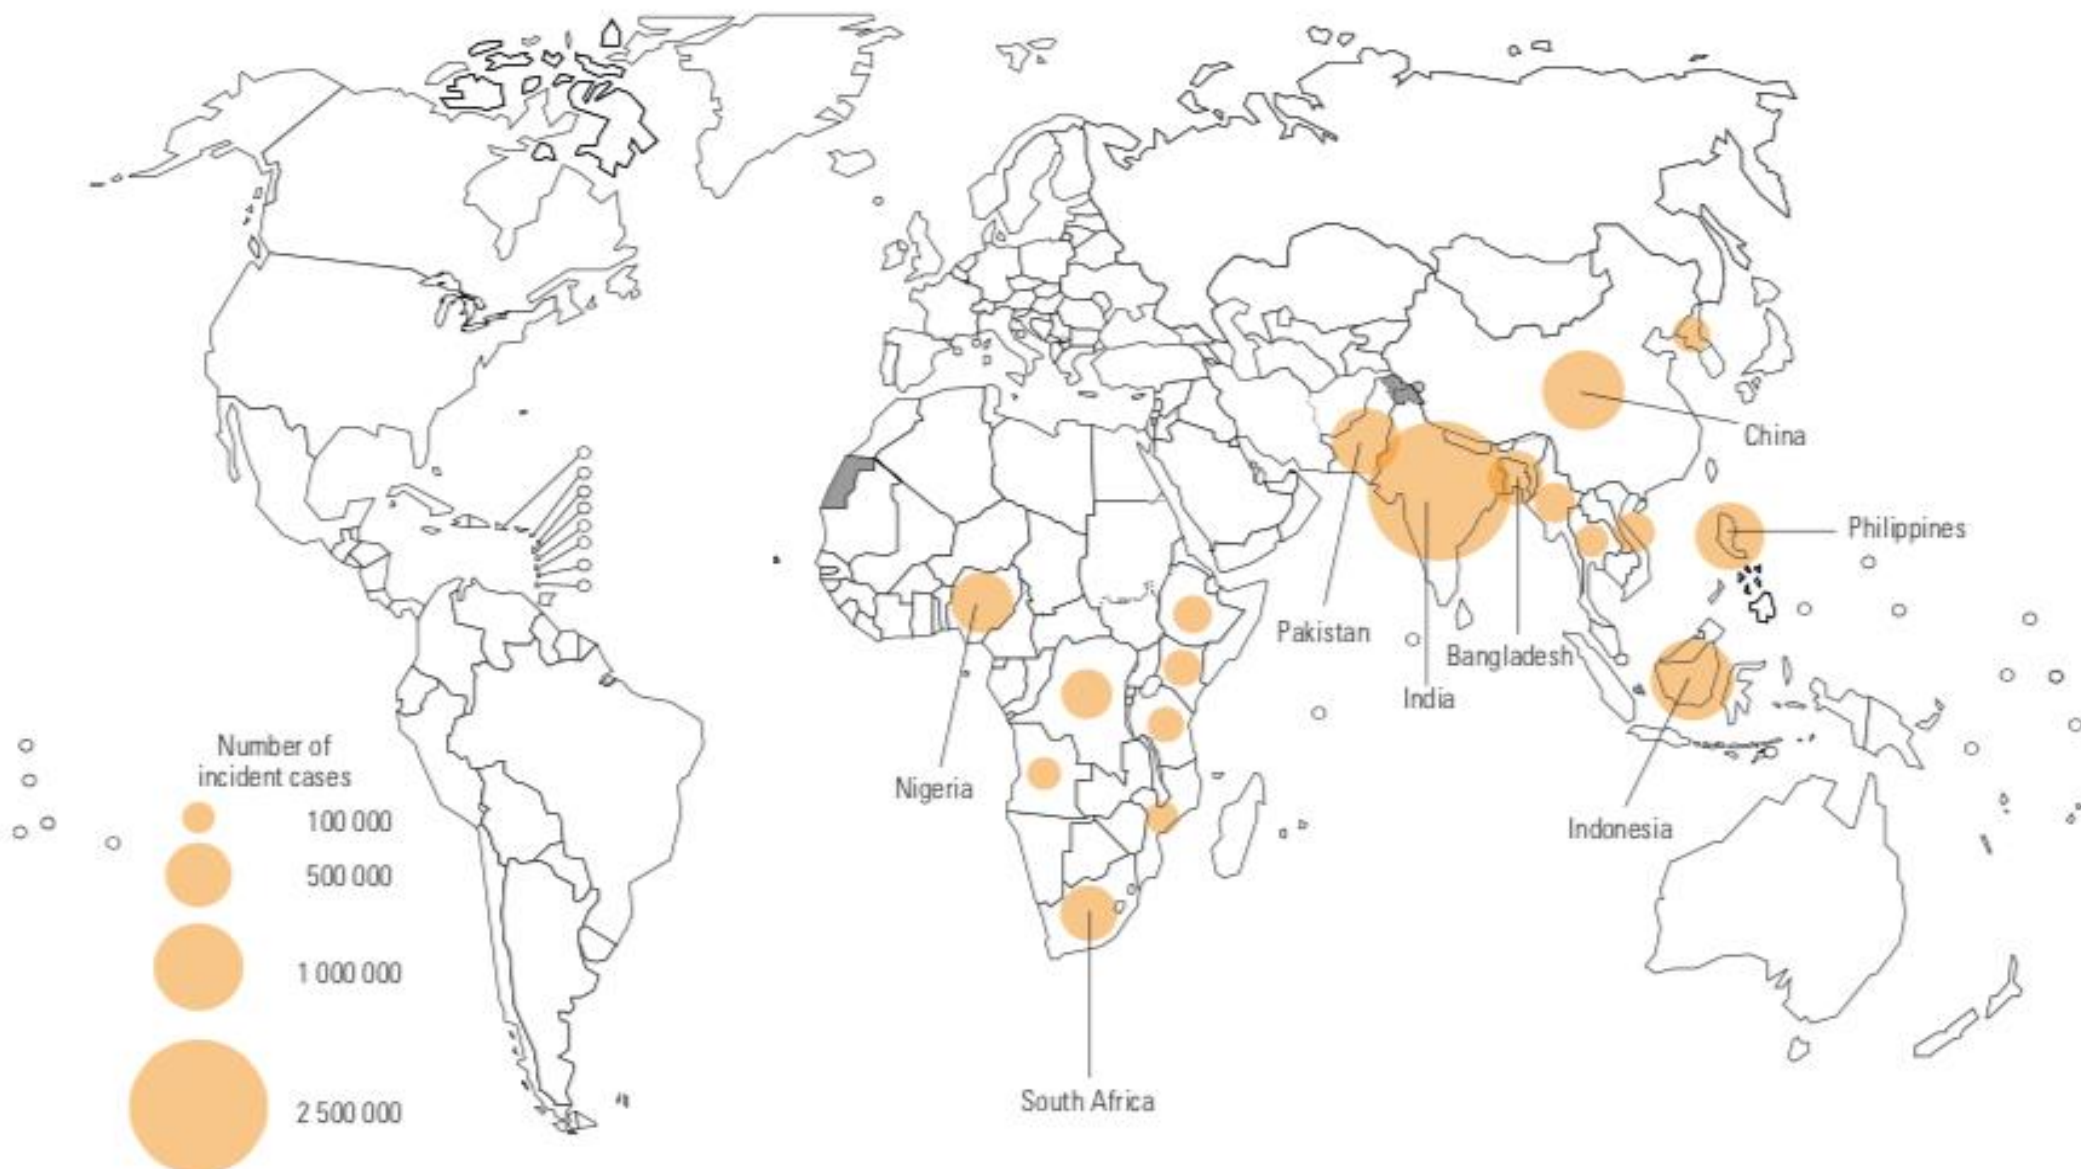 China
Philippines
Pakistan
Bangladesh
India
Number of
incident cases
Nigeria
100 000
Indonesia
500 000
1 000 000
2 500 000
South Africa